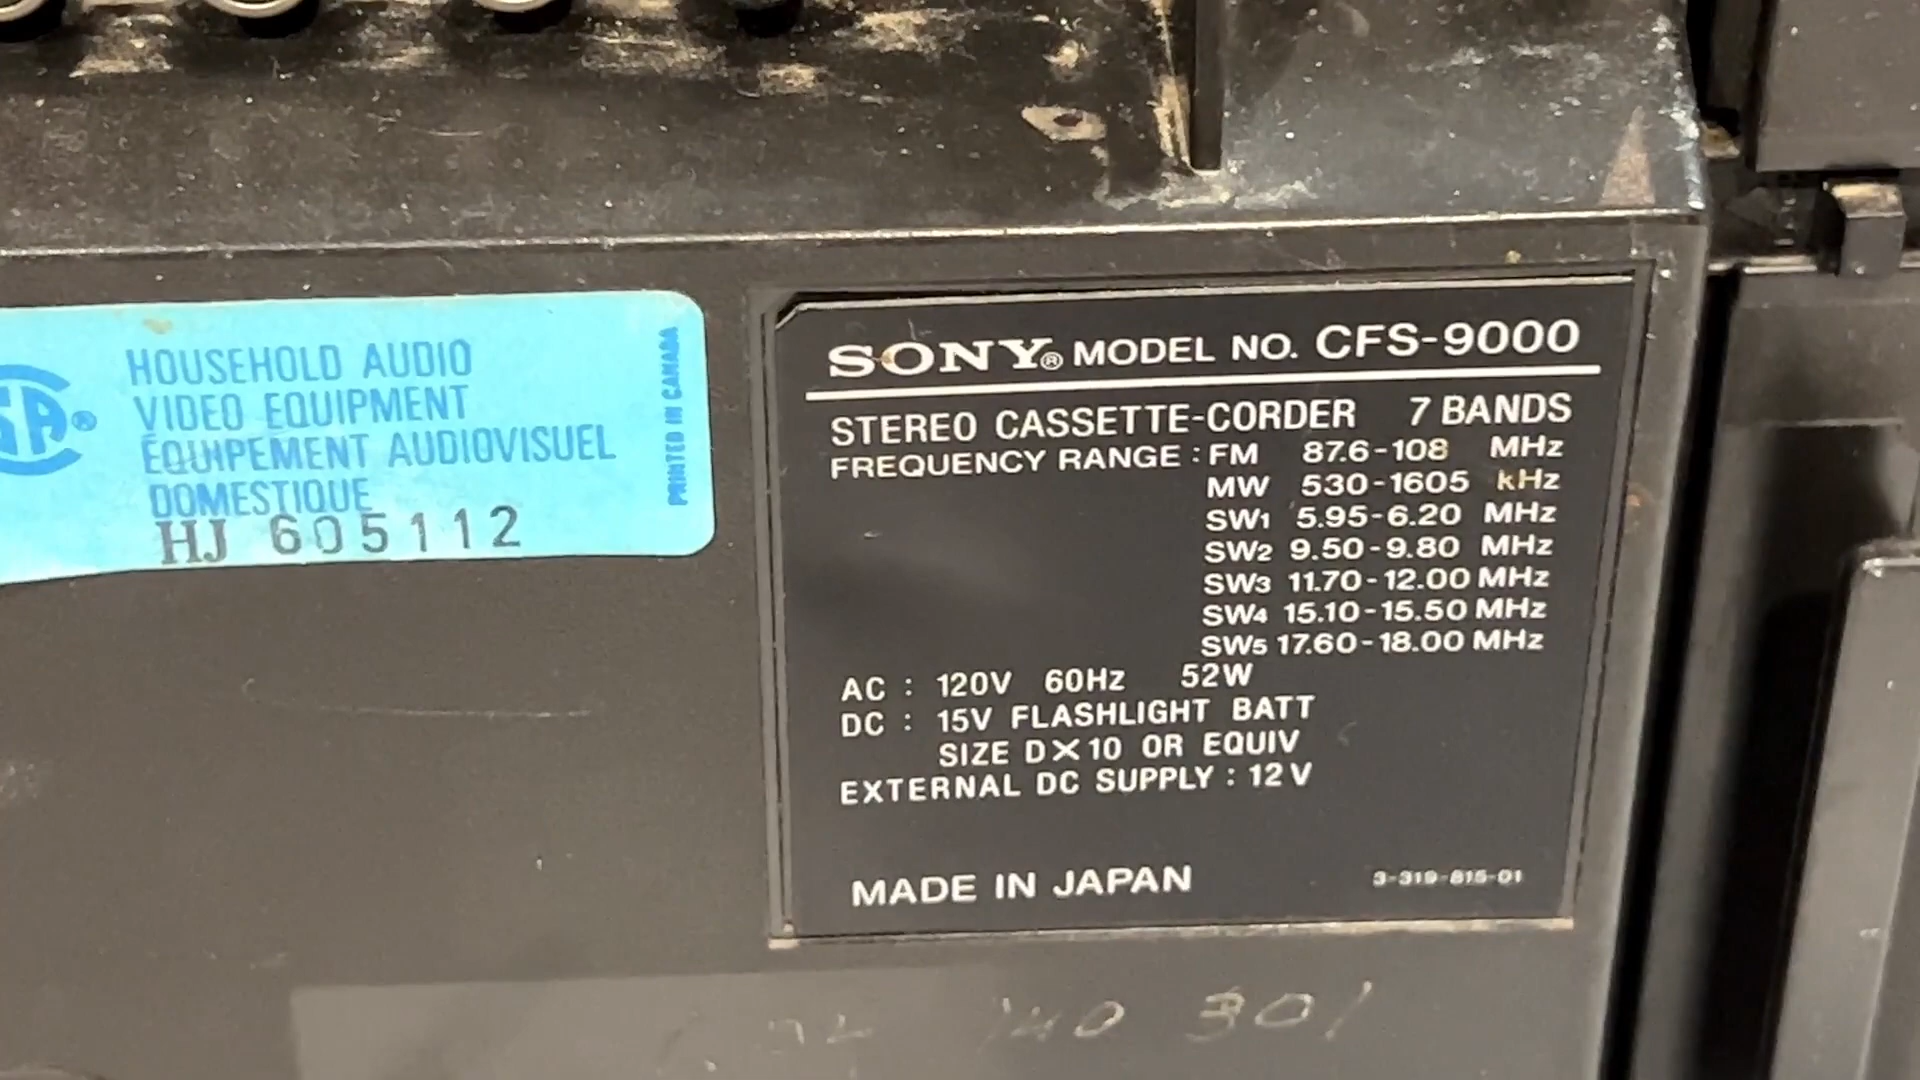 SA®
HOUSEHOLD AUDIO
VIDEO EQUIPMENT
ÉQUIPEMENT AUDIOVISUEL
DOMESTIQUE
HJ 605112
PRINTED IN CANADA
SONY® MODEL NO. CFS-9000
STEREO CASSETTE-CORDER 7 BANDS
FREQUENCY RANGE : FM 87.6-108 MHz
MW 530-1605 kHz
SW1 5.95-6.20 MHz
SW2 9.50-9.80 MHz
SW3 11.70-12.00 MHz
SW4 15.10-15.50 MHz
SW5 17.60-18.00 MHz
AC : 120V 60Hz 52W
DC : 15V FLASHLIGHT BATT
SIZE D×10 OR EQUIV
EXTERNAL DC SUPPLY : 12V
MADE IN JAPAN 3-319-815-01
301